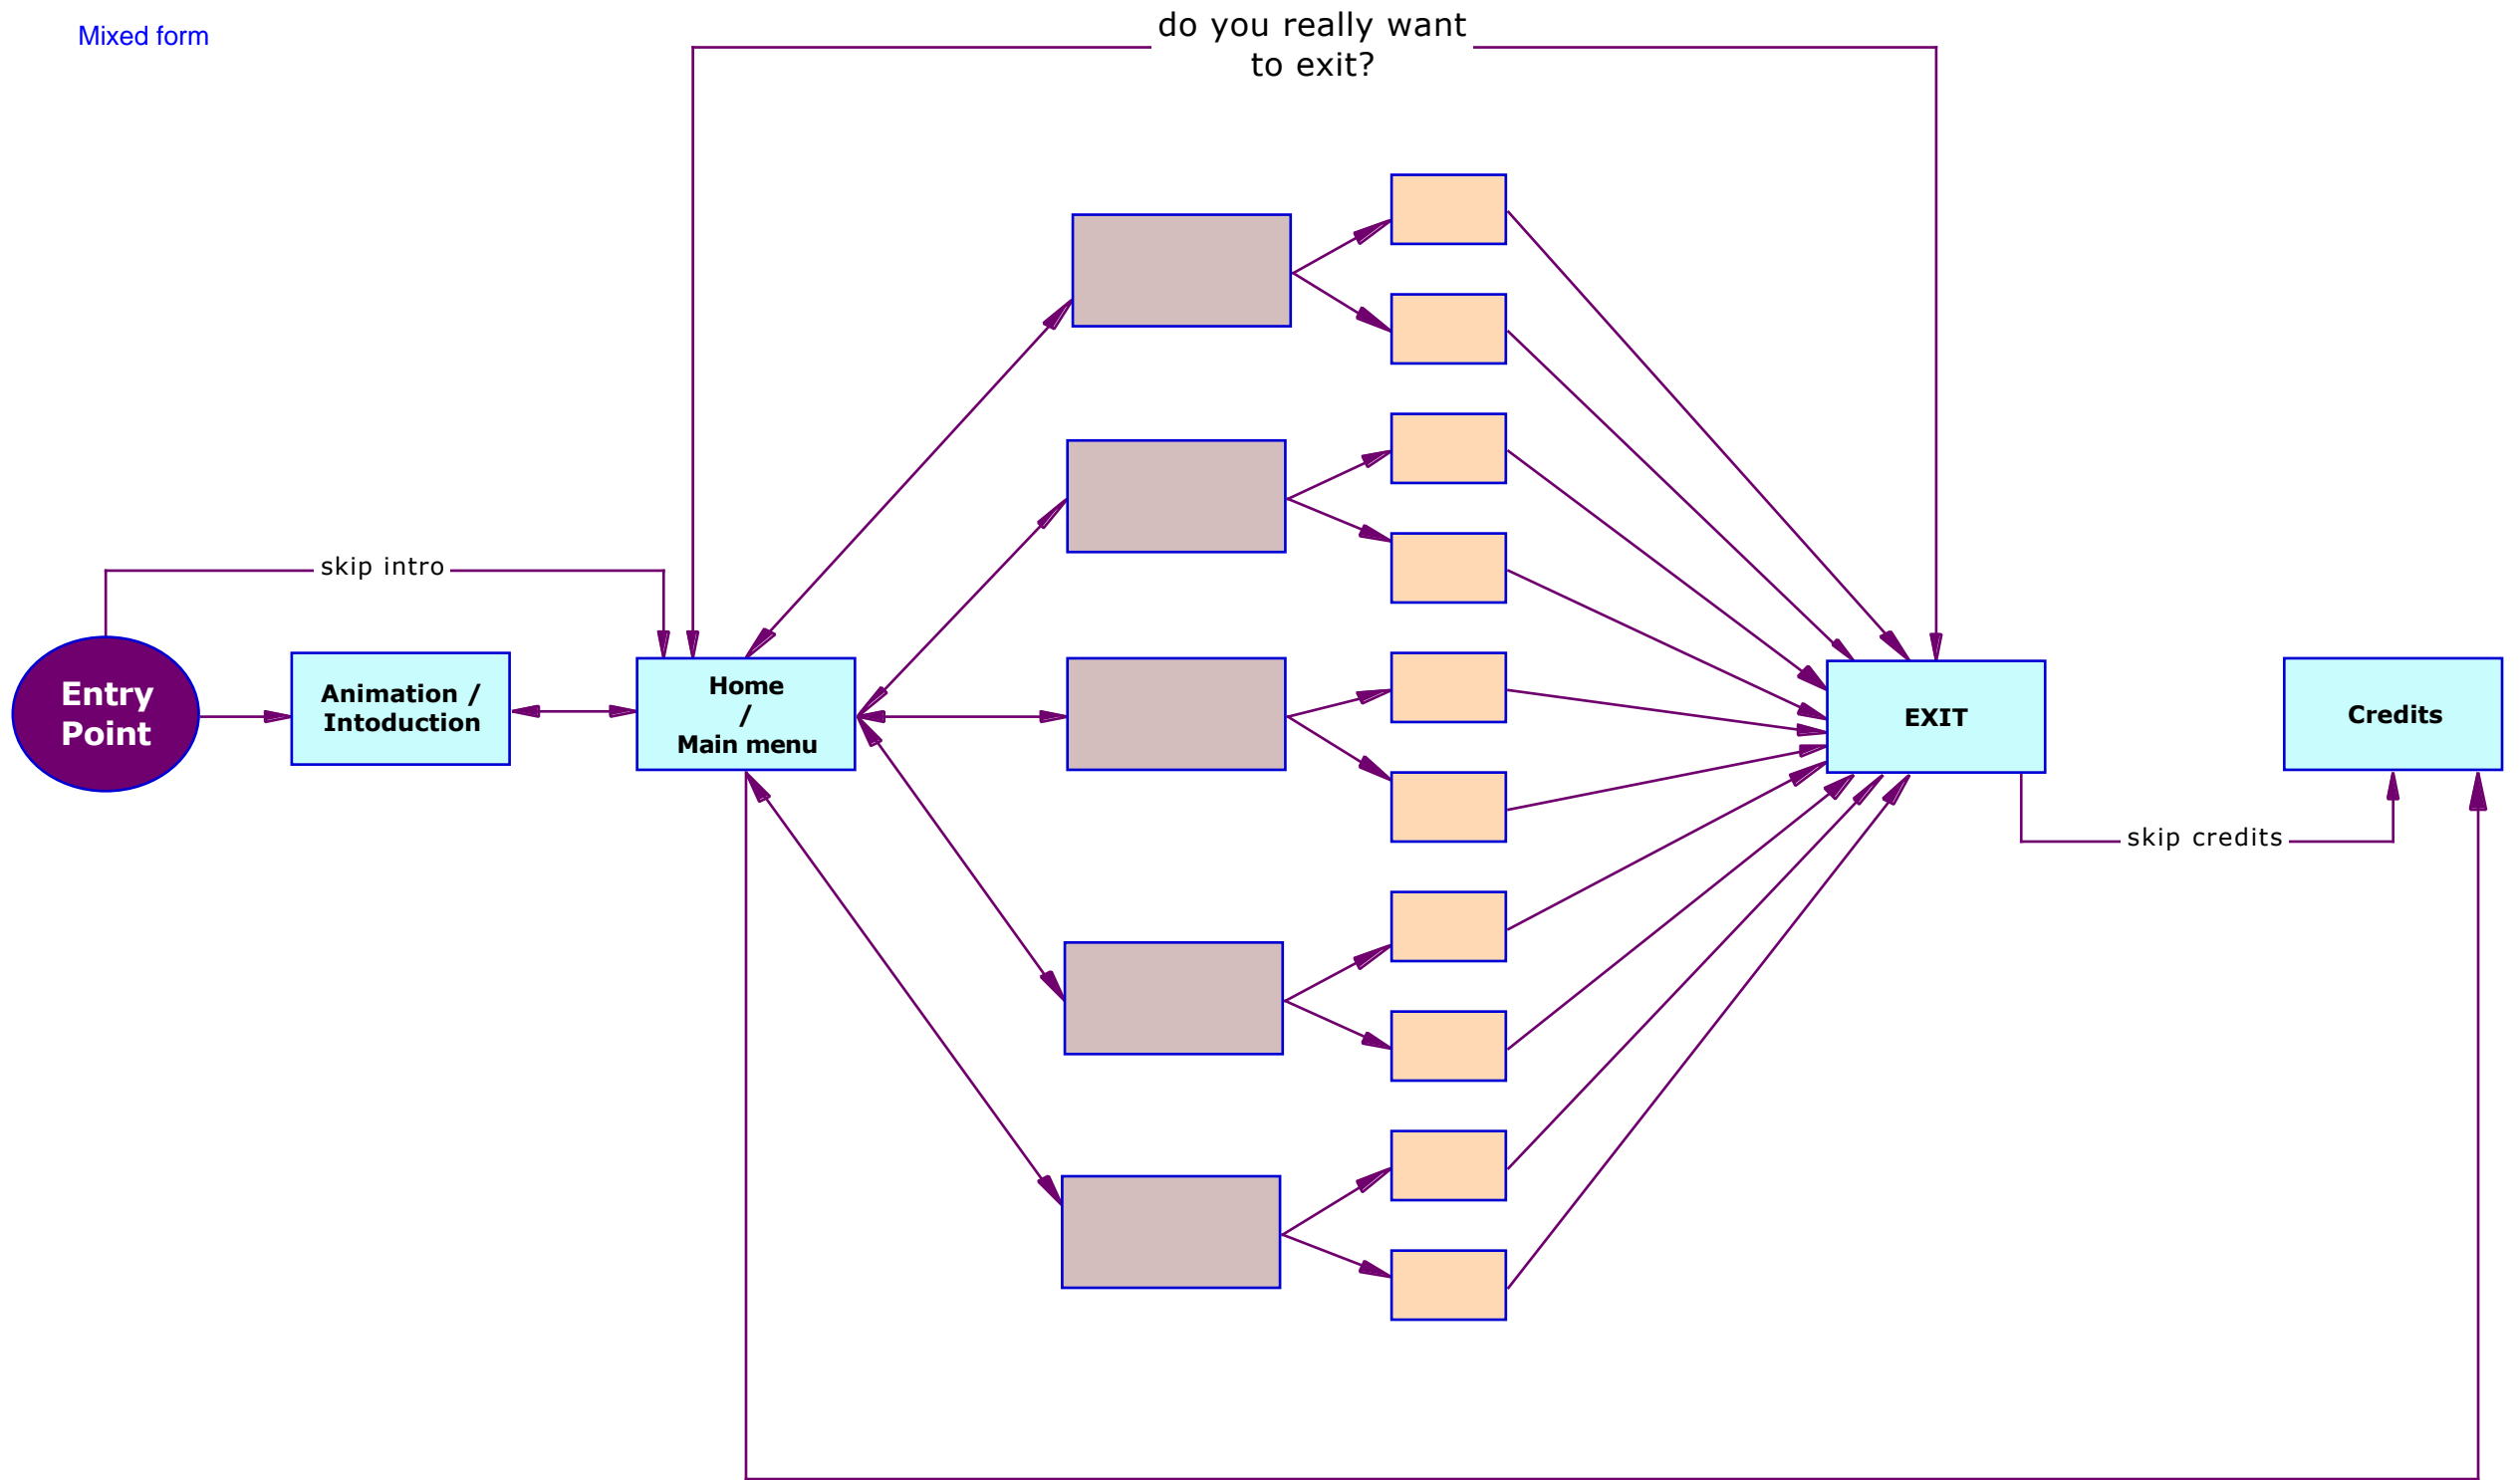 Mixed form
do you really want
to exit?
skip intro
Entry
Point
Animation /
Intoduction
Home
/
Main menu
EXIT
Credits
skip credits